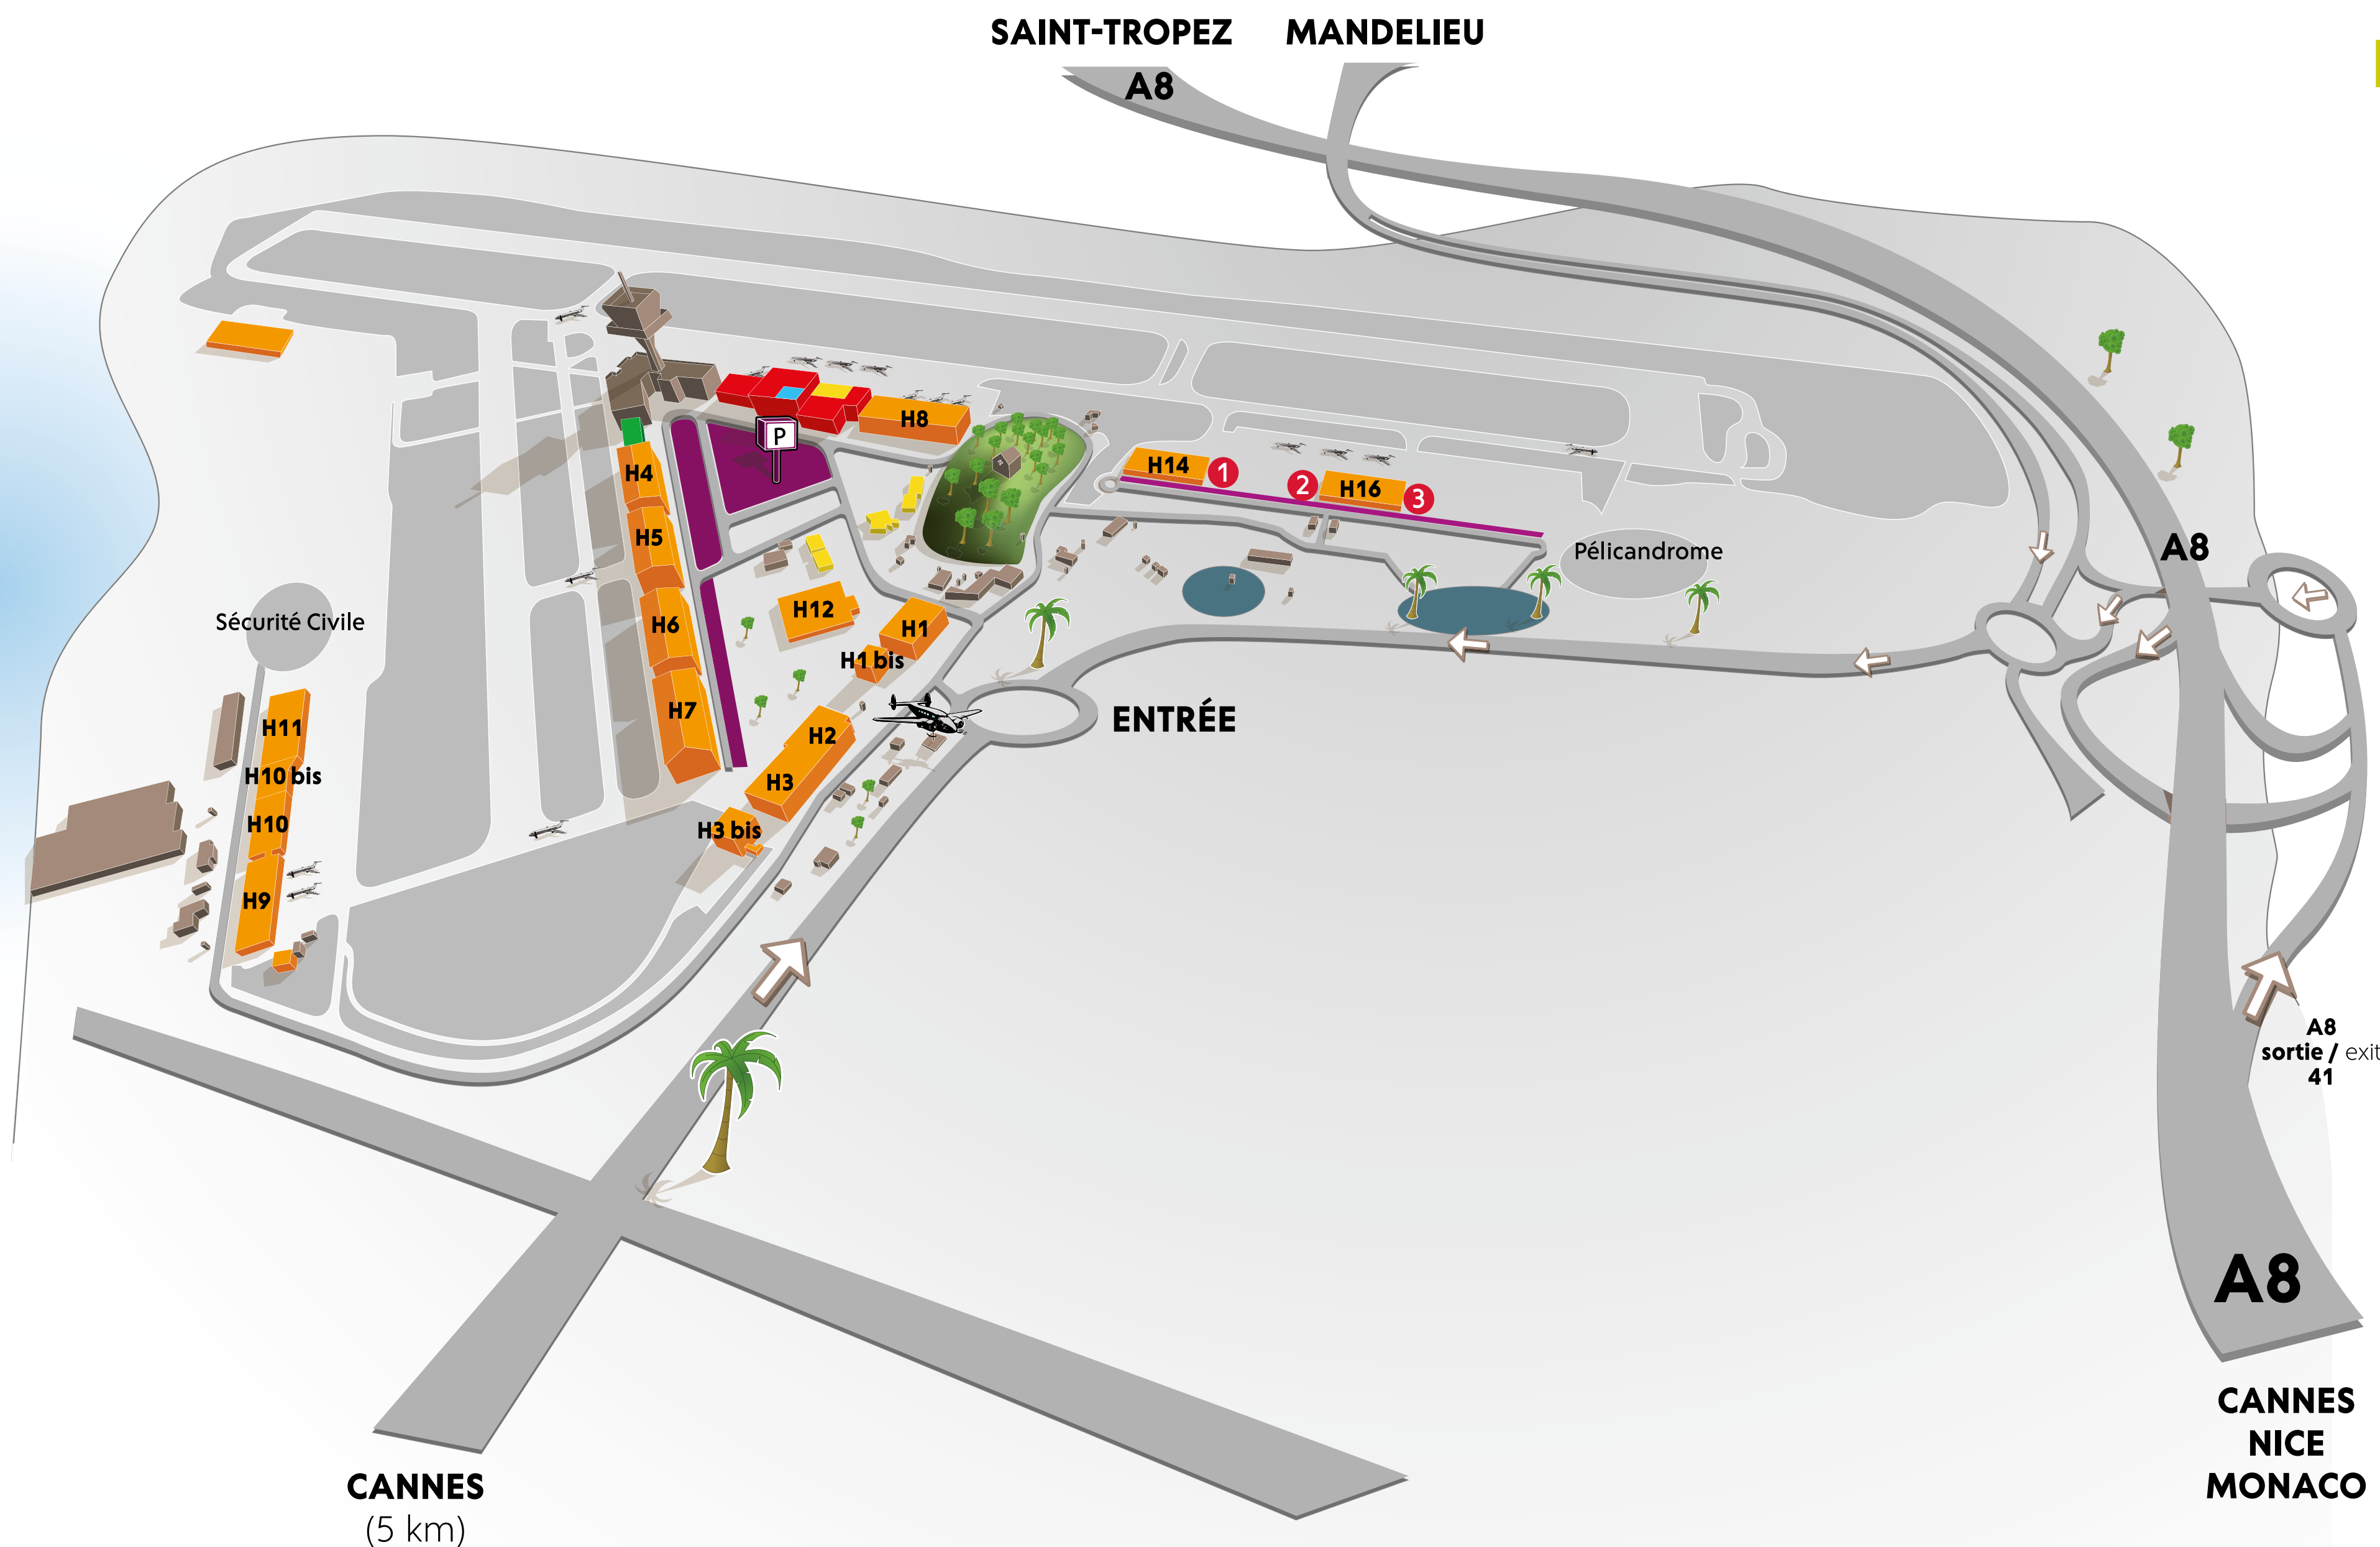 SAINT-TROPEZ
MANDELIEU
A8
H8
P
H4
H14
1
2
H16
3
H5
Pélicandrome
A8
H12
Sécurité Civile
H6
H1
H1 bis
H7
ENTRÉE
H11
H2
H10 bis
H3
H10
H3 bis
H9
A8
sortie / exit
41
A8
CANNES
NICE
MONACO
CANNES
(5 km)